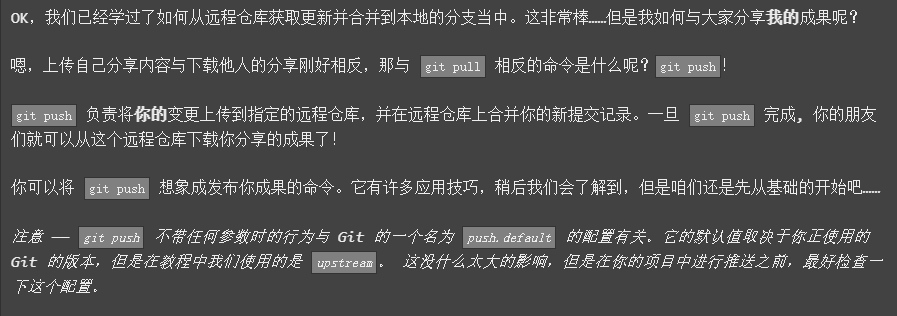 OK，我们已经学过了如何从远程仓库获取更新并合并到本地的分支当中。这非常棒……但是我如何与大家分享我的成果呢？
嗯，上传自己分享内容与下载他人的分享刚好相反，那与 git pull 相反的命令是什么呢？git push！
git push 负责将你的变更上传到指定的远程仓库，并在远程仓库上合并你的新提交记录。一旦 git push 完成，你的朋友
们就可以从这个远程仓库下载你分享的成果了！
你可以将 git push 想象成发布你成果的命令。它有许多应用技巧，稍后我们会了解到，但是咱们还是先从基础的开始吧……
注意 —— git push 不带任何参数时的行为与 Git 的一个名为 push.default 的配置有关。它的默认值取决于你正使用的
Git 的版本，但是在教程中我们使用的是 upstream。 这没什么太大的影响，但是在你的项目中进行推送之前，最好检查一
下这个配置。